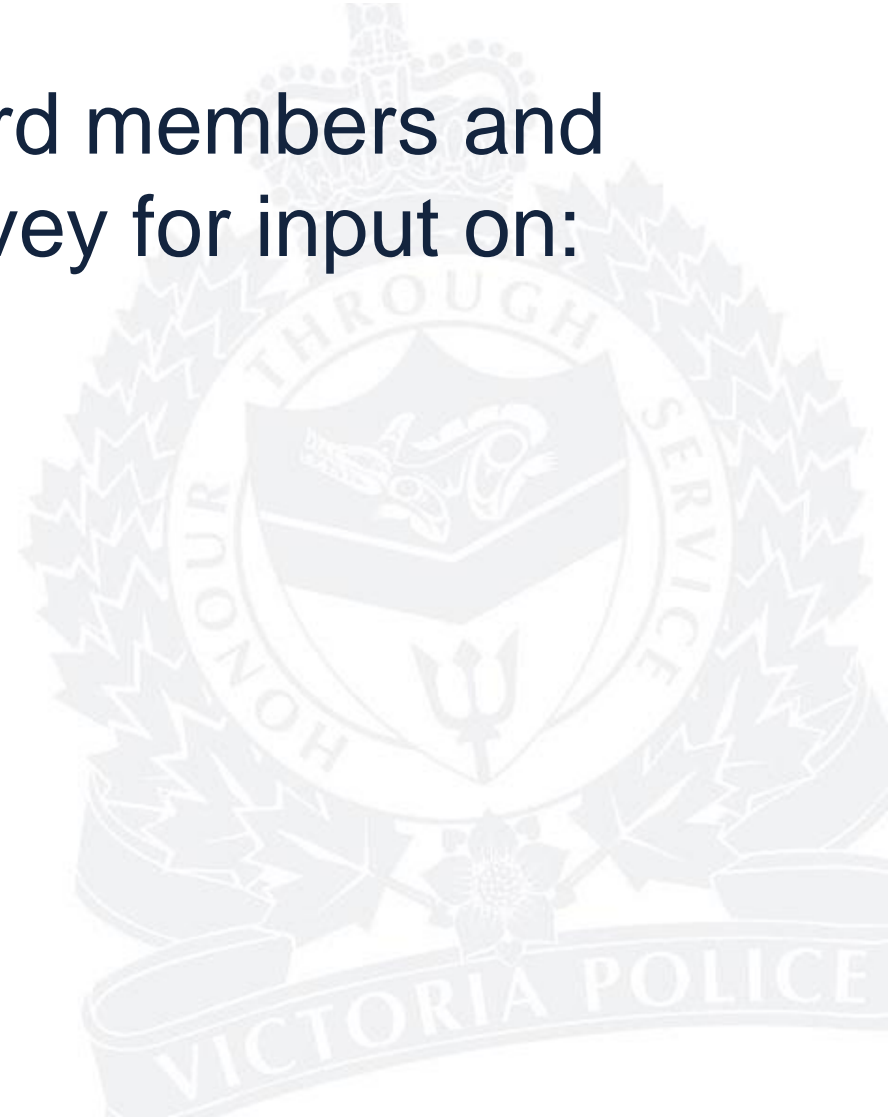 rd members and
vey for input on:
HONOUR THROUGH SERVICE
VICTORIA POLICE